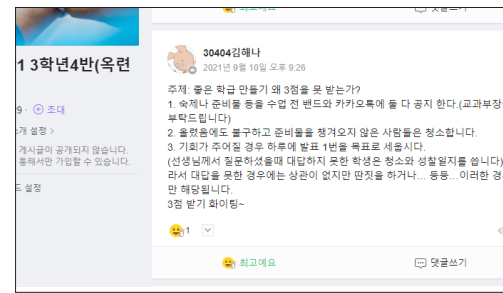 최고예요
댓글쓰기
1 3학년4반(옥련
9 · ⊕ 초대
개 설정 >
게시글이 공개되지 않습니다.
통해서만 가입할 수 있습니다.
드 설정
30404김해나
2021년 9월 10일 오후 9:26
주제: 좋은 학급 만들기 왜 3점을 못 받는가?
1. 숙제나 준비물 등을 수업 전 밴드와 카카오톡에 둘 다 공지 한다.(교과부장
부탁드립니다)
2. 올렸음에도 불구하고 준비물을 챙겨오지 않은 사람들은 청소합니다.
3. 기회가 주어질 경우 하루에 발표 1번을 목표로 세웁시다.
(선생님께서 질문하셨을때 대답하지 못한 학생은 청소와 성찰일지를 씁니다)
라서 대답을 못한 경우에는 상관이 없지만 딴짓을 하거나... 등등...이러한 경
만 해당됩니다.
3점 받기 화이팅~
1
최고예요
댓글쓰기